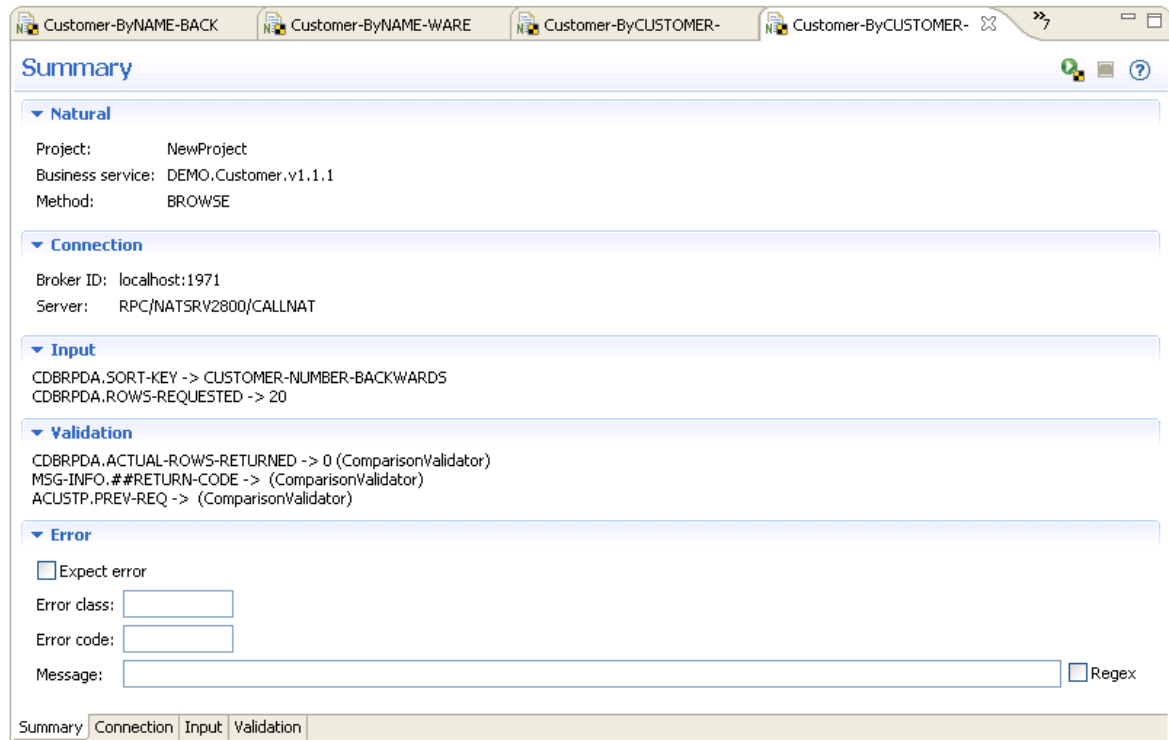 Customer-ByNAME-BACK
Customer-ByNAME-WARE
Customer-ByCUSTOMER-
Customer-ByCUSTOMER-
»7
Summary
Natural
Project: NewProject
Business service: DEMO.Customer.v1.1.1
Method: BROWSE
Connection
Broker ID: localhost:1971
Server: RPC/NATSRV2800/CALLNAT
Input
CDBRPDA.SORT-KEY -> CUSTOMER-NUMBER-BACKWARDS
CDBRPDA.ROWS-REQUESTED -> 20
Validation
CDBRPDA.ACTUAL-ROWS-RETURNED -> 0 (ComparisonValidator)
MSG-INFO.##RETURN-CODE -> (ComparisonValidator)
ACUSTP.PREV-REQ -> (ComparisonValidator)
Error
Expect error
Error class:
Error code:
Message: Regex
Summary Connection Input Validation